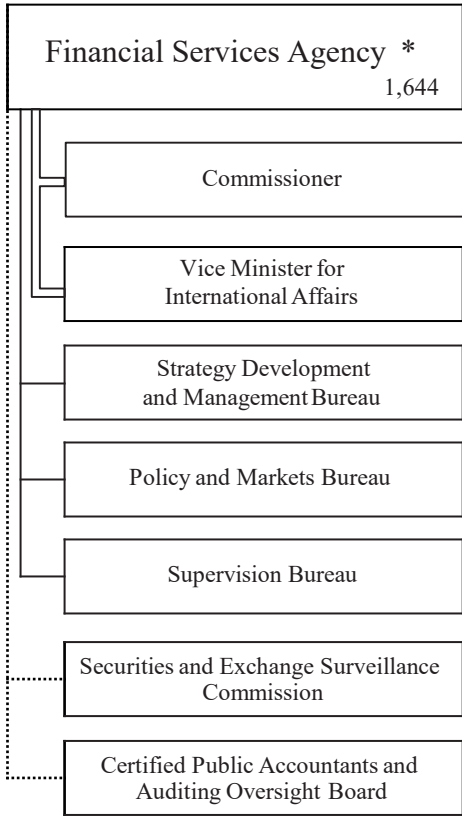 Financial Services Agency *
1,644
Commissioner
Vice Minister for
International Affairs
Strategy Development
and Management Bureau
Policy and Markets Bureau
Supervision Bureau
Securities and Exchange Surveillance
Commission
Certified Public Accountants and
Auditing Oversight Board